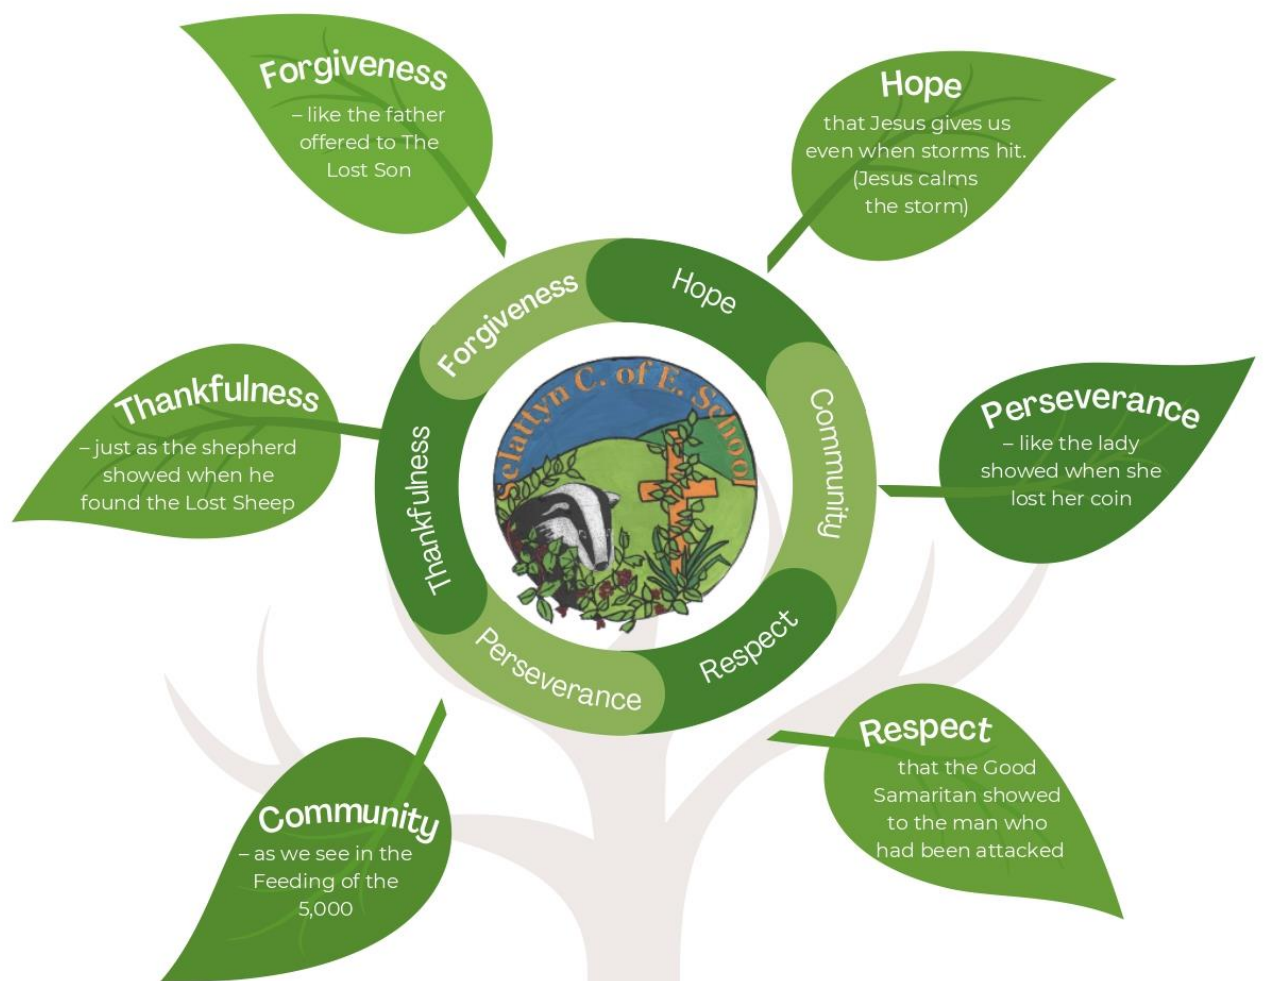 Forgiveness
– like the father
offered to The
Lost Son
Hope
that Jesus gives us
even when storms hit.
(Jesus calms
the storm)
Thankfulness
– just as the shepherd
showed when he
found the Lost Sheep
Perseverance
– like the lady
showed when she
lost her coin
Community
– as we see in the
Feeding of the
5,000
Respect
that the Good
Samaritan showed
to the man who
had been attacked
Forgiveness
Hope
Community
Respect
Perseverance
Thankfulness
Selattyn C. of E. School